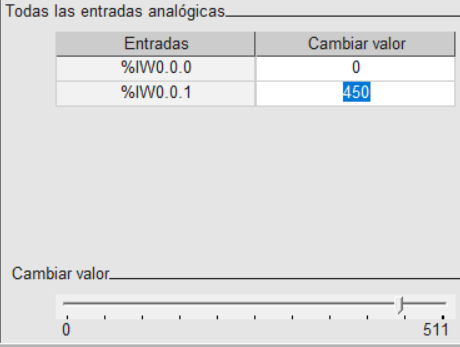 Todas las entradas analógicas
Entradas Cambiar valor
%IW0.0.0 0
%IW0.0.1 450
Cambiar valor
0 511